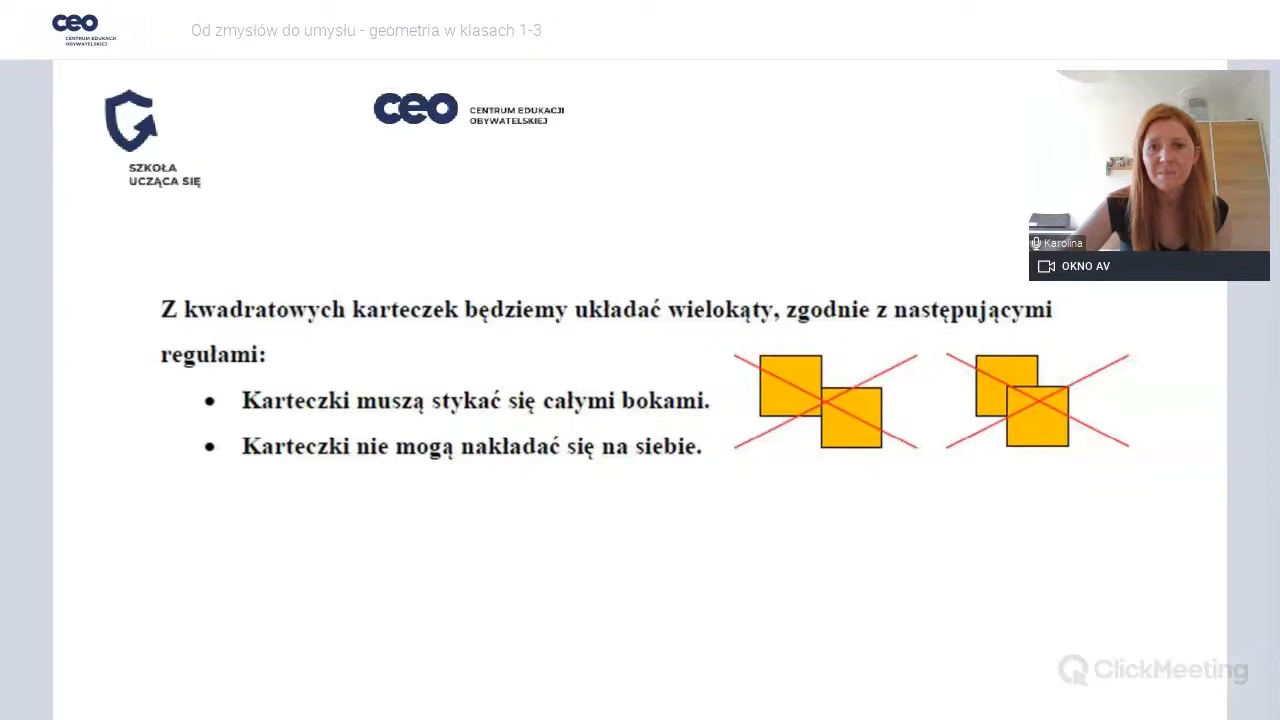 ceo
CENTRUM EDUKACJI
OBYWATELSKIEJ
Od zmysłów do umysłu - geometria w klasach 1-3
SZKOŁA
UCZĄCA SIĘ
ceo
CENTRUM EDUKACJI
OBYWATELSKIEJ
Karolina
OKNO AV
Z kwadratowych karteczek będziemy układać wielokąty, zgodnie z następującymi
regułami:
• Karteczki muszą stykać się całymi bokami.
• Karteczki nie mogą nakładać się na siebie.
ClickMeeting